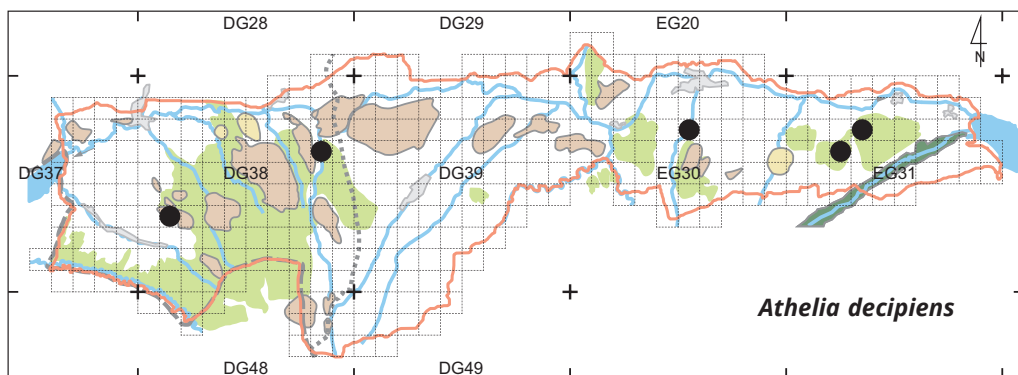 DG28 DG29 EG20
N
DG37 DG38 DG39 EG30 EG31
Athelia decipiens
DG48 DG49